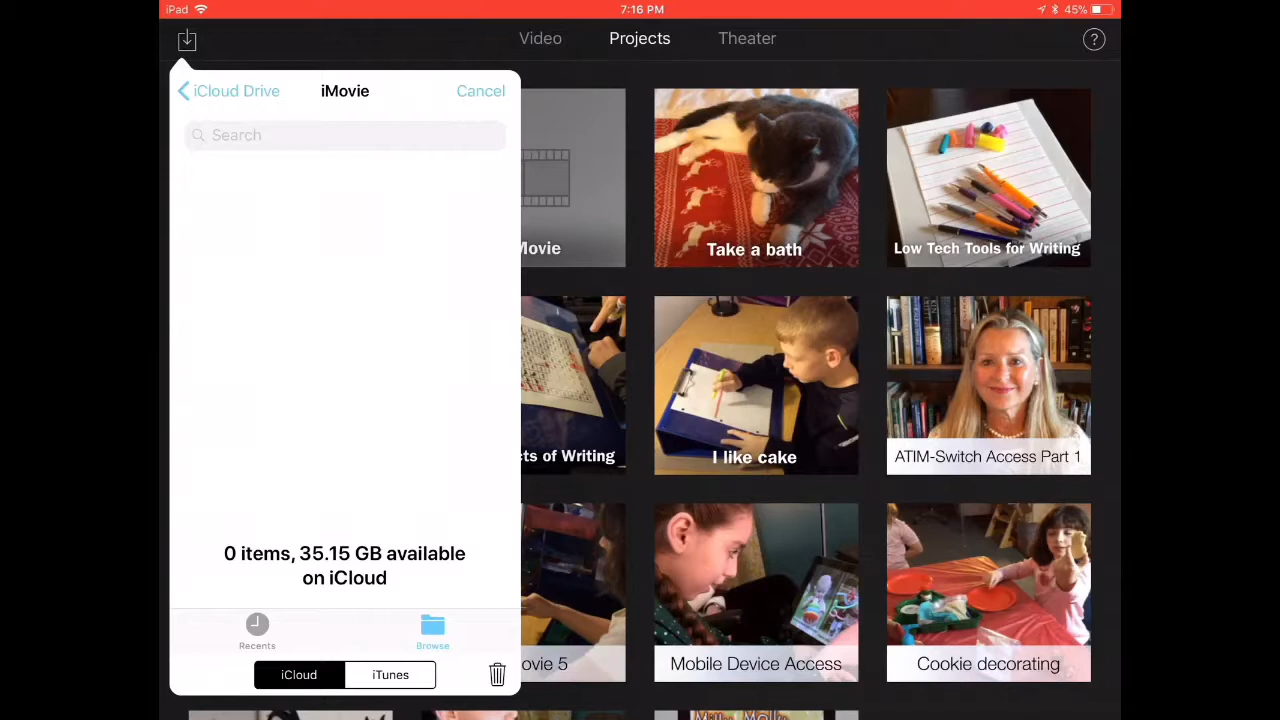 iPad
7:16 PM
45%
Video
Projects
Theater
?
iCloud Drive
iMovie
Cancel
Search
0 items, 35.15 GB available
on iCloud
Recents
Browse
iCloud
iTunes
Movie
Take a bath
Low Tech Tools for Writing
ts of Writing
I like cake
ATIM-Switch Access Part 1
ovie 5
Mobile Device Access
Cookie decorating